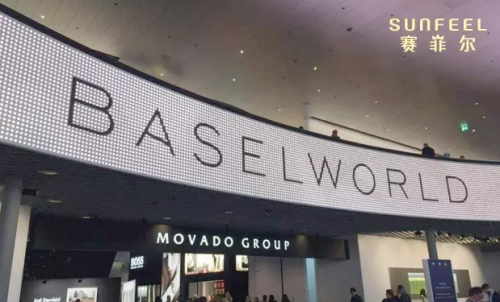 SUNFEEL
赛菲尔
BASELWORLD
MOVADO GROUP
BOSS